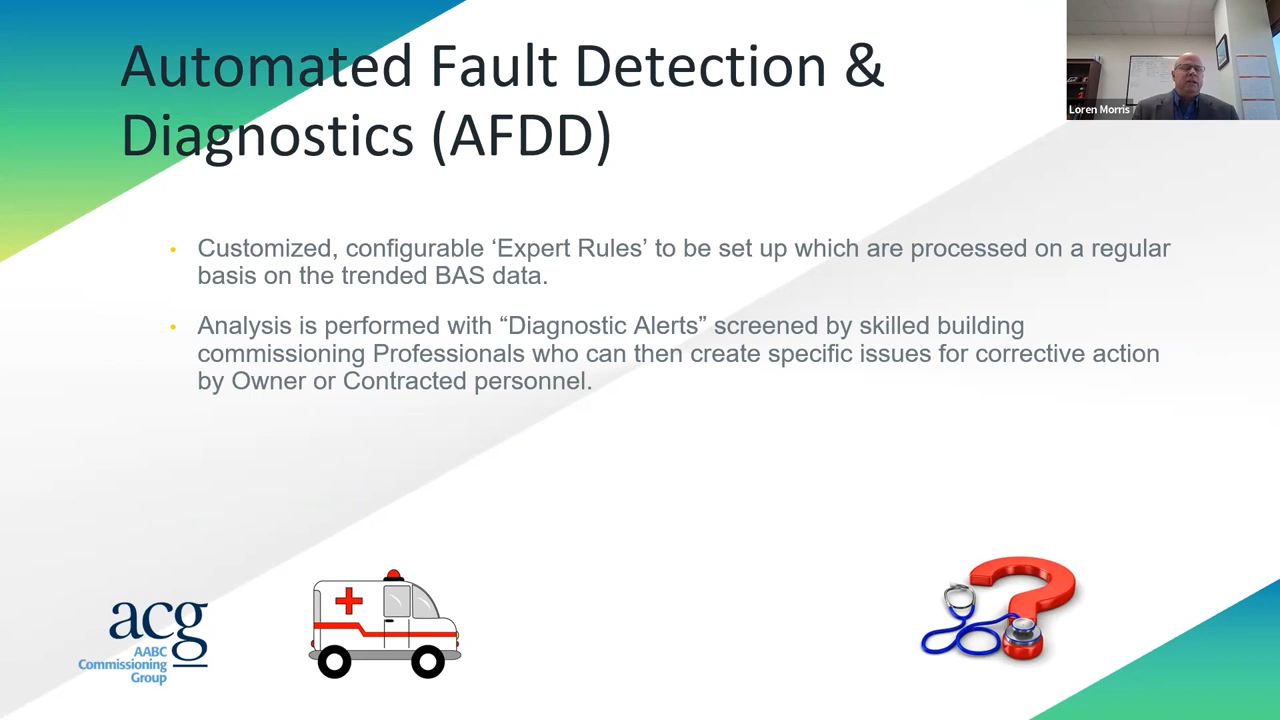 Automated Fault Detection &
Diagnostics (AFDD)
Loren Morris
• Customized, configurable ‘Expert Rules’ to be set up which are processed on a regular
basis on the trended BAS data.
• Analysis is performed with “Diagnostic Alerts” screened by skilled building
commissioning Professionals who can then create specific issues for corrective action
by Owner or Contracted personnel.
acg
AABC
Commissioning
Group